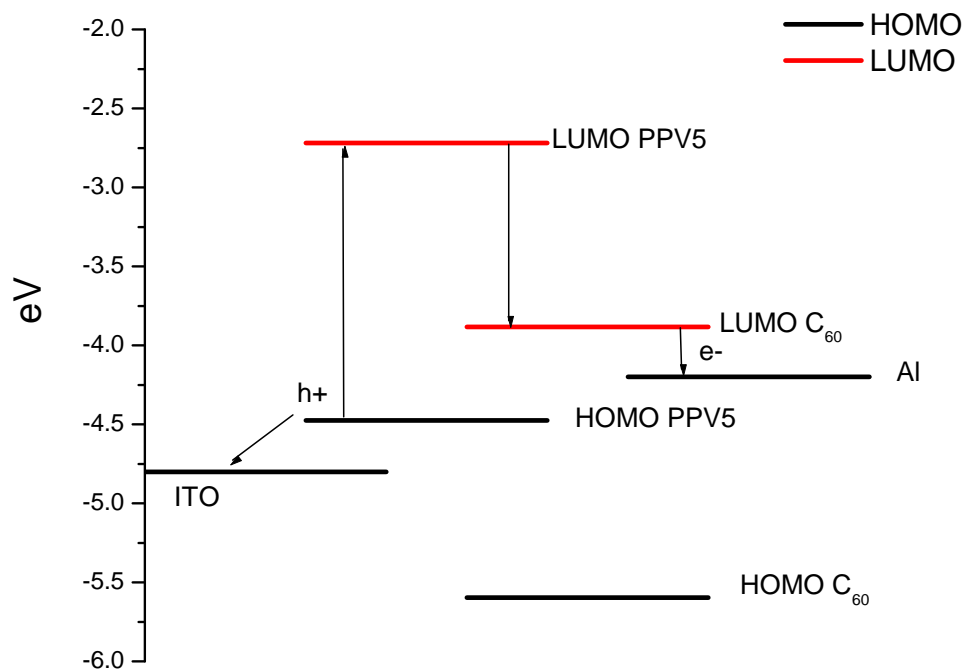 HOMO
LUMO
-2.0
-2.5
-3.0
-3.5
-4.0
-4.5
-5.0
-5.5
-6.0
eV
LUMO PPV5
LUMO C60
e-
Al
h+
HOMO PPV5
ITO
HOMO C60